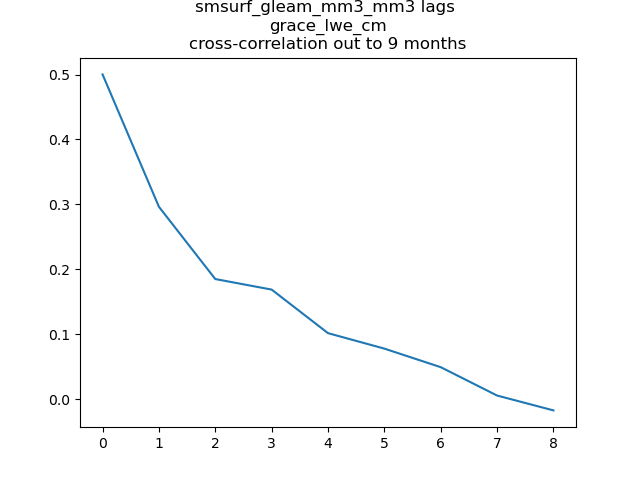 smsurf_gleam_mm3_mm3 lags
grace_lwe_cm
cross-correlation out to 9 months
0.5
0.4
0.3
0.2
0.1
0.0
0 1 2 3 4 5 6 7 8